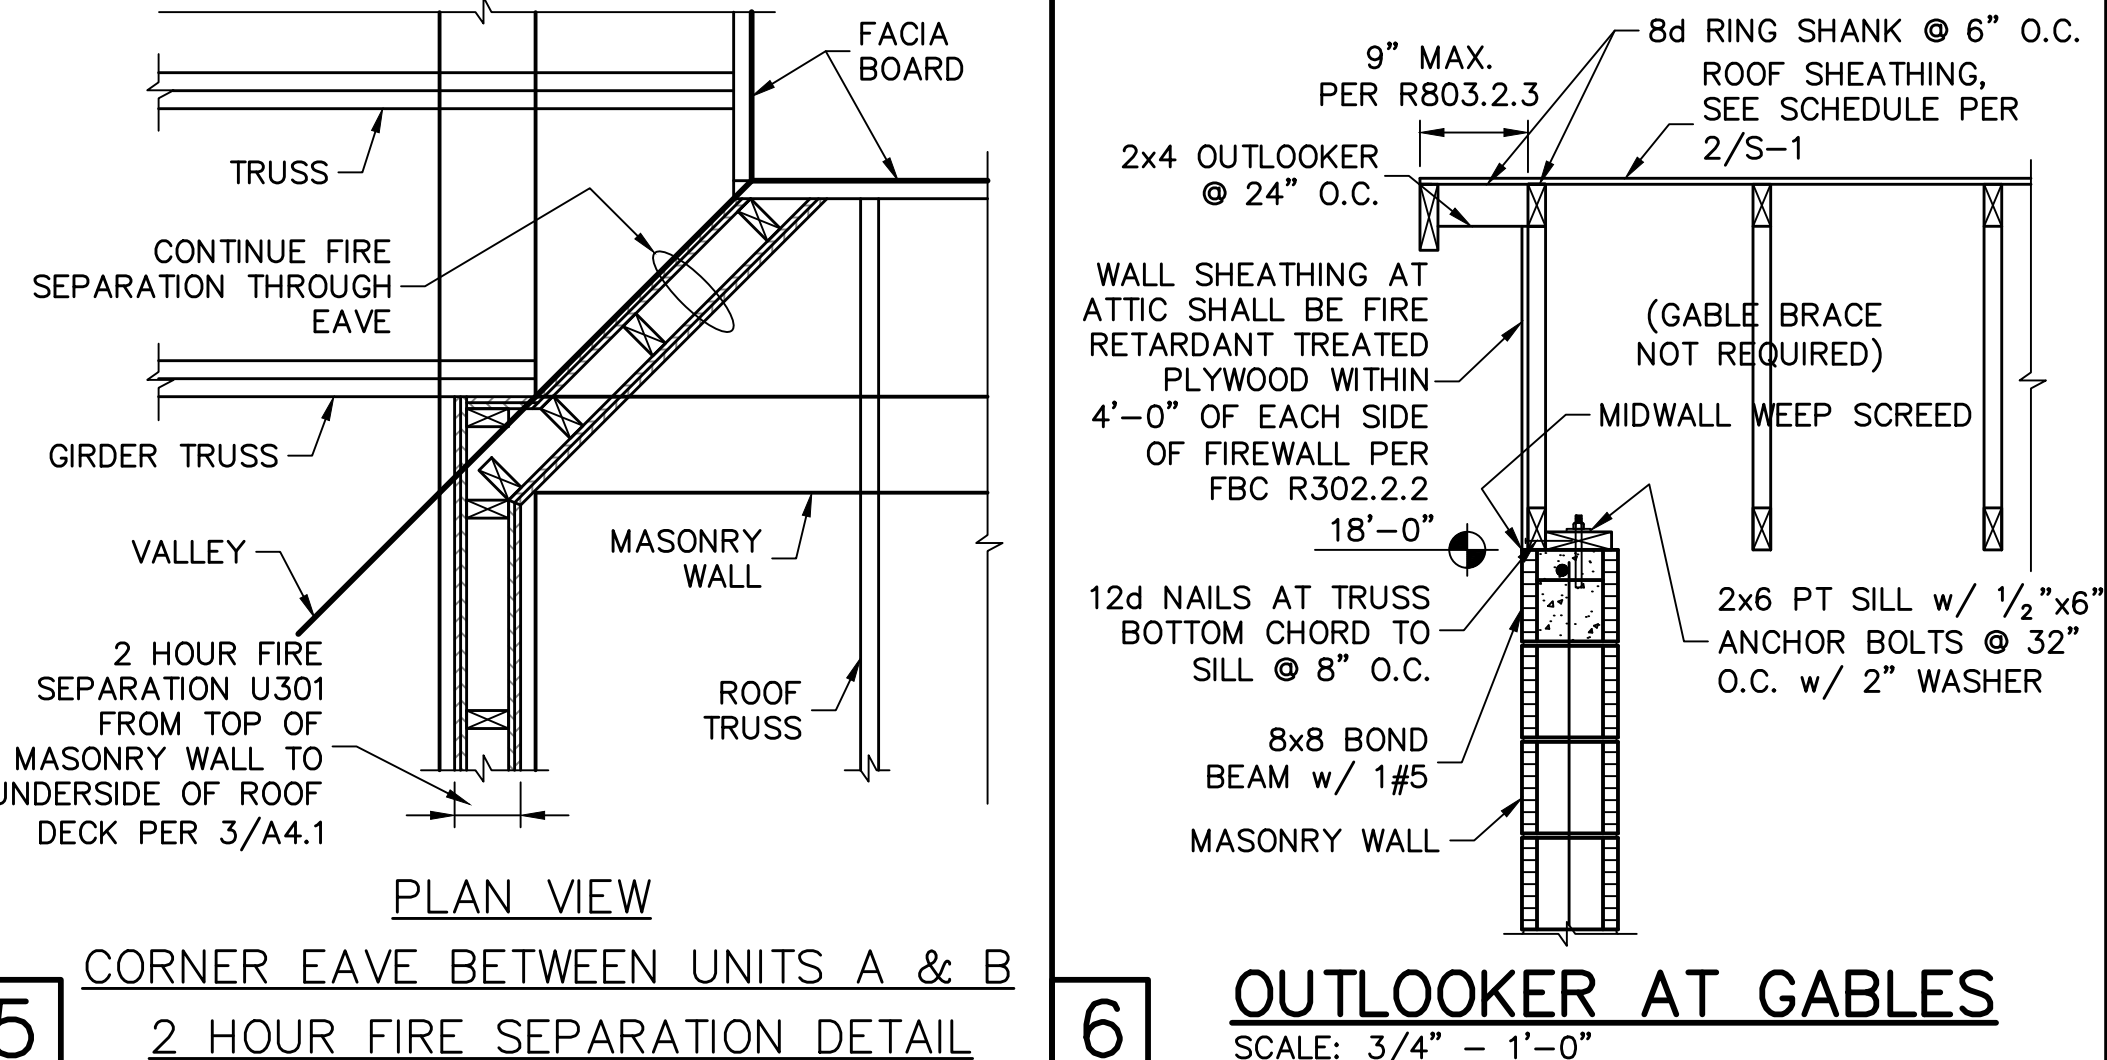 FACIA
BOARD
TRUSS
CONTINUE FIRE
SEPARATION THROUGH
EAVE
GIRDER TRUSS
VALLEY
MASONRY
WALL
2 HOUR FIRE
SEPARATION U301
FROM TOP OF
MASONRY WALL TO
UNDERSIDE OF ROOF
DECK PER 3/A4.1
ROOF
TRUSS
PLAN VIEW
5
CORNER EAVE BETWEEN UNITS A & B
2 HOUR FIRE SEPARATION DETAIL
8d RING SHANK @ 6" O.C.
9" MAX.
PER R803.2.3
ROOF SHEATHING,
SEE SCHEDULE PER
2/S-1
2x4 OUTLOOKER
@ 24" O.C.
WALL SHEATHING AT
ATTIC SHALL BE FIRE
RETARDANT TREATED
PLYWOOD WITHIN
4'-0" OF EACH SIDE
OF FIREWALL PER
FBC R302.2.2
(GABLE BRACE
NOT REQUIRED)
MIDWALL WEEP SCREED
18'-0"
12d NAILS AT TRUSS
BOTTOM CHORD TO
SILL @ 8" O.C.
2x6 PT SILL w/ 1/2"x6"
ANCHOR BOLTS @ 32"
O.C. w/ 2" WASHER
8x8 BOND
BEAM w/ 1#5
MASONRY WALL
6
OUTLOOKER AT GABLES
SCALE: 3/4" - 1'-0"